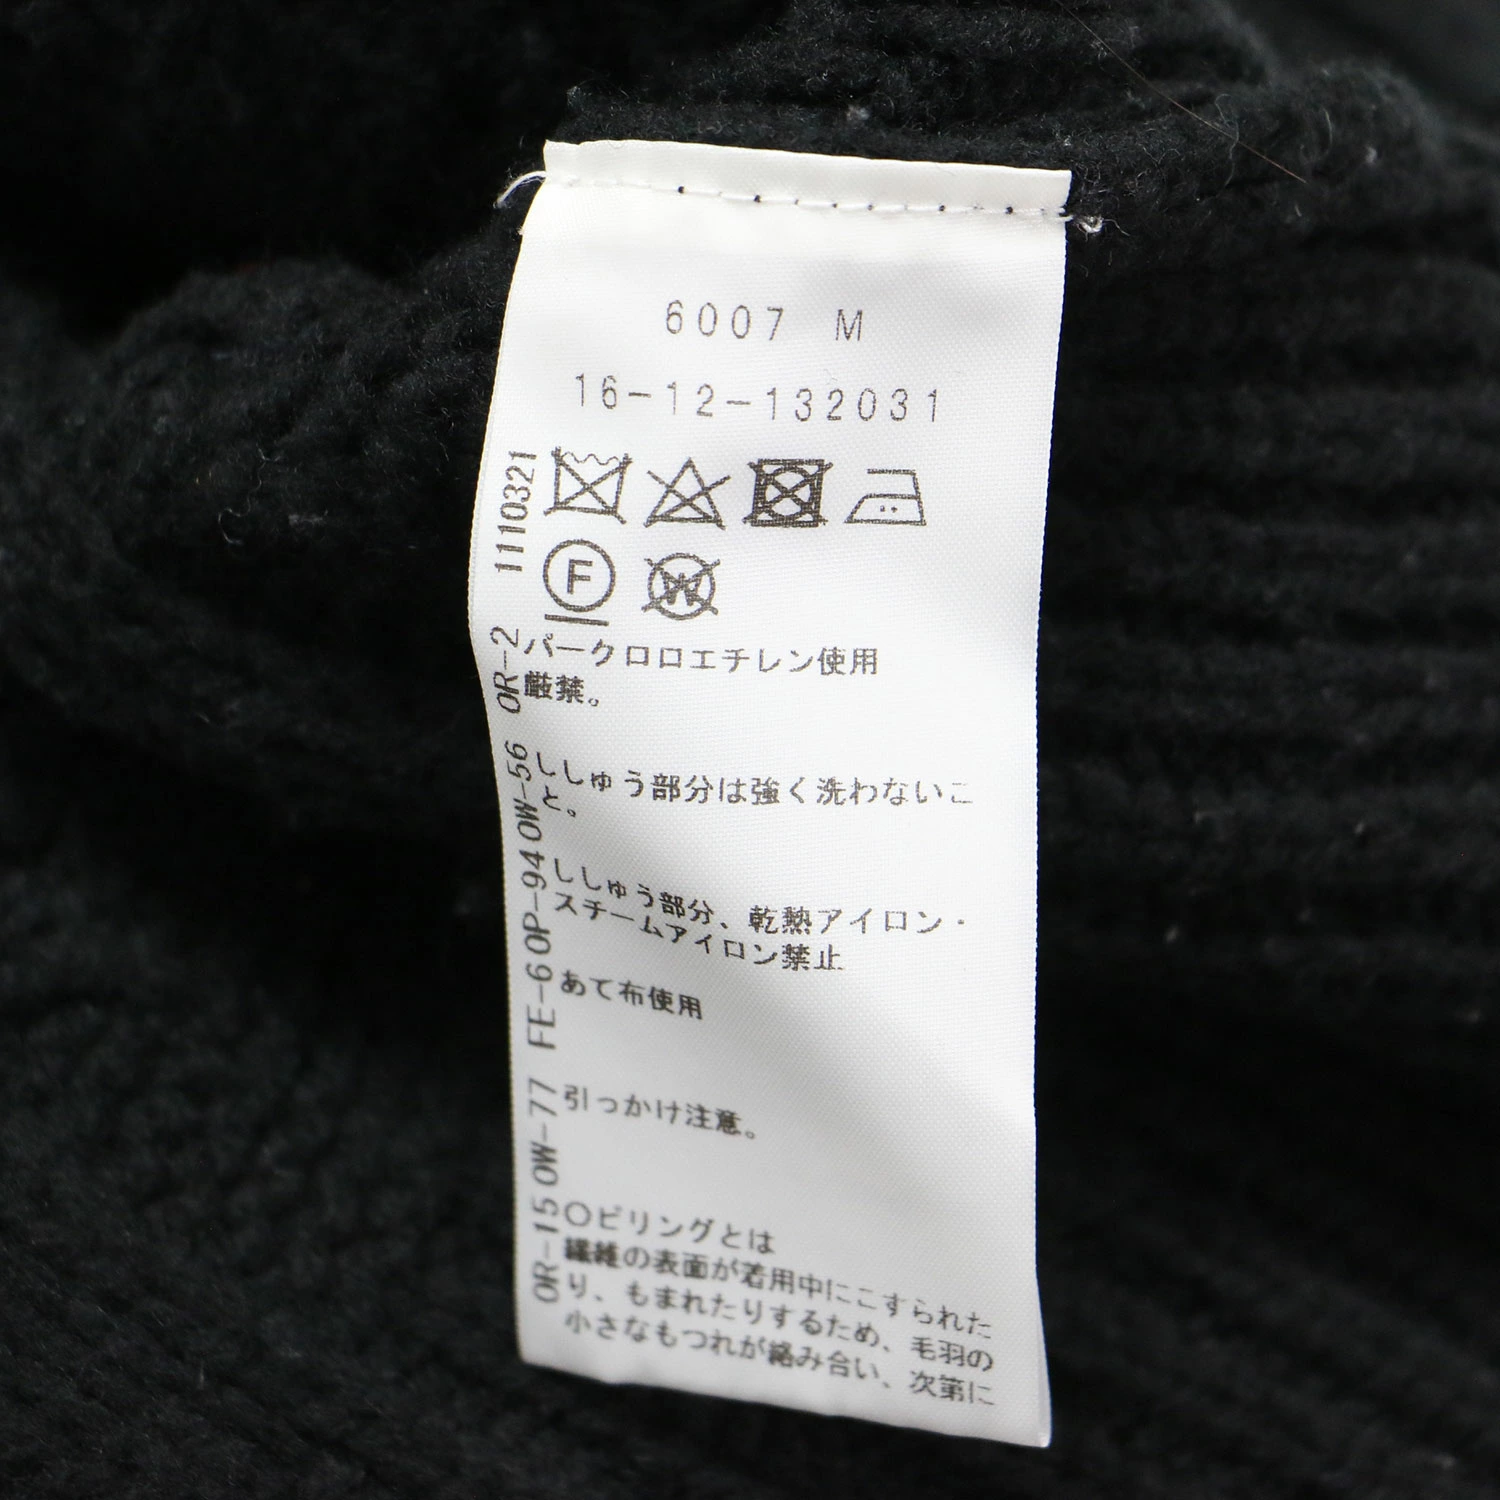 6007 M
16-12-132031
1110321
F
W
OR-2
パークロロエチレン使用
厳禁。
OW-56
ししゅう部分は強く洗わないこ
と。
OP-94
ししゅう部分、乾熱アイロン・
スチームアイロン禁止
FE-6
あて布使用
OW-77
引っかけ注意。
OR-15
〇ピリングとは
繊維の表面が着用中にこすられた
り、もまれたりするため、毛羽の
小さなもつれが絡み合い、次第に